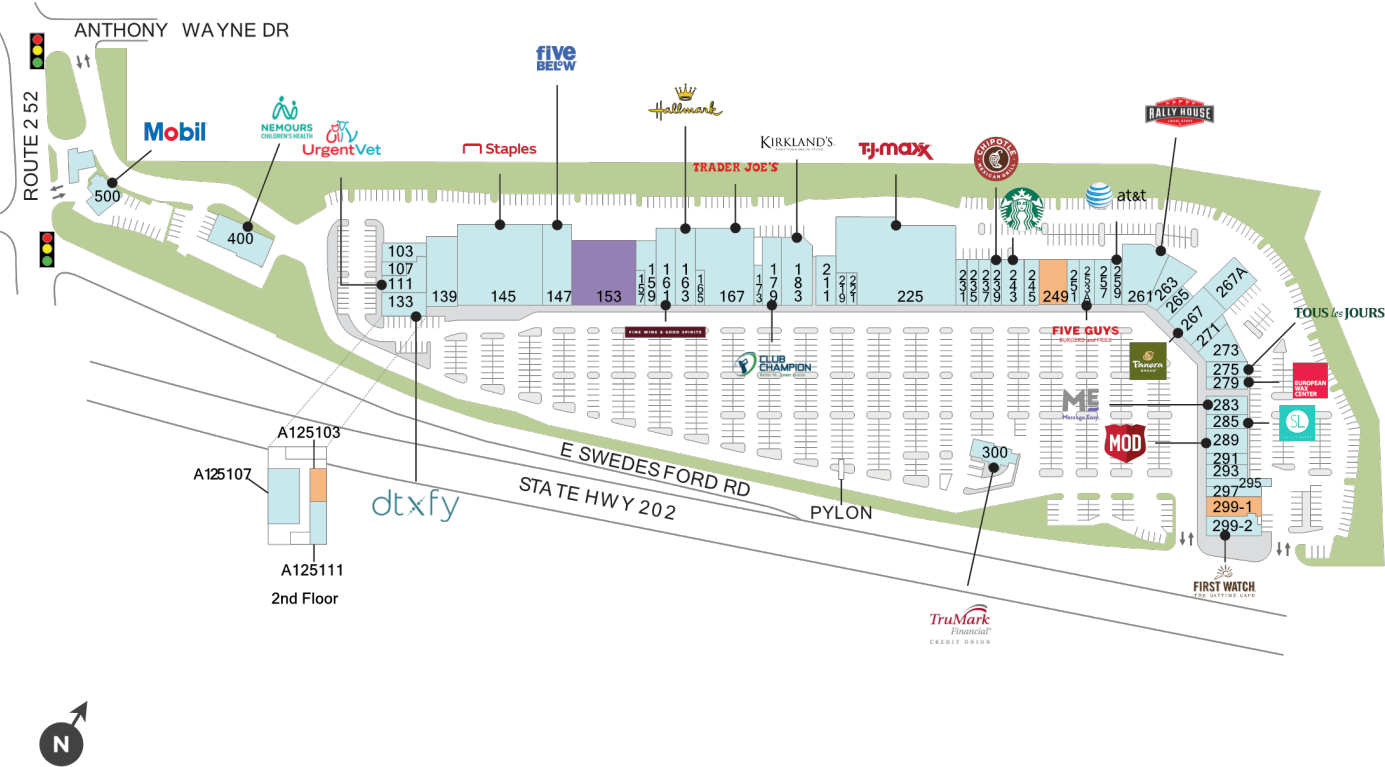 ANTHONY WAYNE DR
ROUTE 252
five
BEL°W
Hallmark
RALLY HOUSE
Mobil
NEMOURS
CHILDREN'S HEALTH
UrgentVet
Staples
KIRKLAND'S
TRADER JOE'S
T·J·maxx
CHIPOTLE
MEXICAN GRILL
at&t
500
400
103
107
111
133
139
145
147
153
157
159
161
163
165
167
173
179
183
211
219
221
225
231
235
237
239
243
245
249
251
253A
257
259
261
263
265
267
267A
271
273
275
279
283
285
289
291
293
295
297
299-1
299-2
300
FINE WINE & GOOD SPIRITS
CLUB
CHAMPION
FIVE GUYS
BURGERS and FRIES
Panera
BREAD
TOUS les JOURS
EUROPEAN
WAX
CENTER
SL
ME
Massage Envy
MOD
A125103
A125107
A125111
2nd Floor
dtxfy
E SWEDESFORD RD
STATE HWY 202
PYLON
FIRST WATCH
THE DAYTIME CAFE
TruMark
Financial®
CREDIT UNION
N